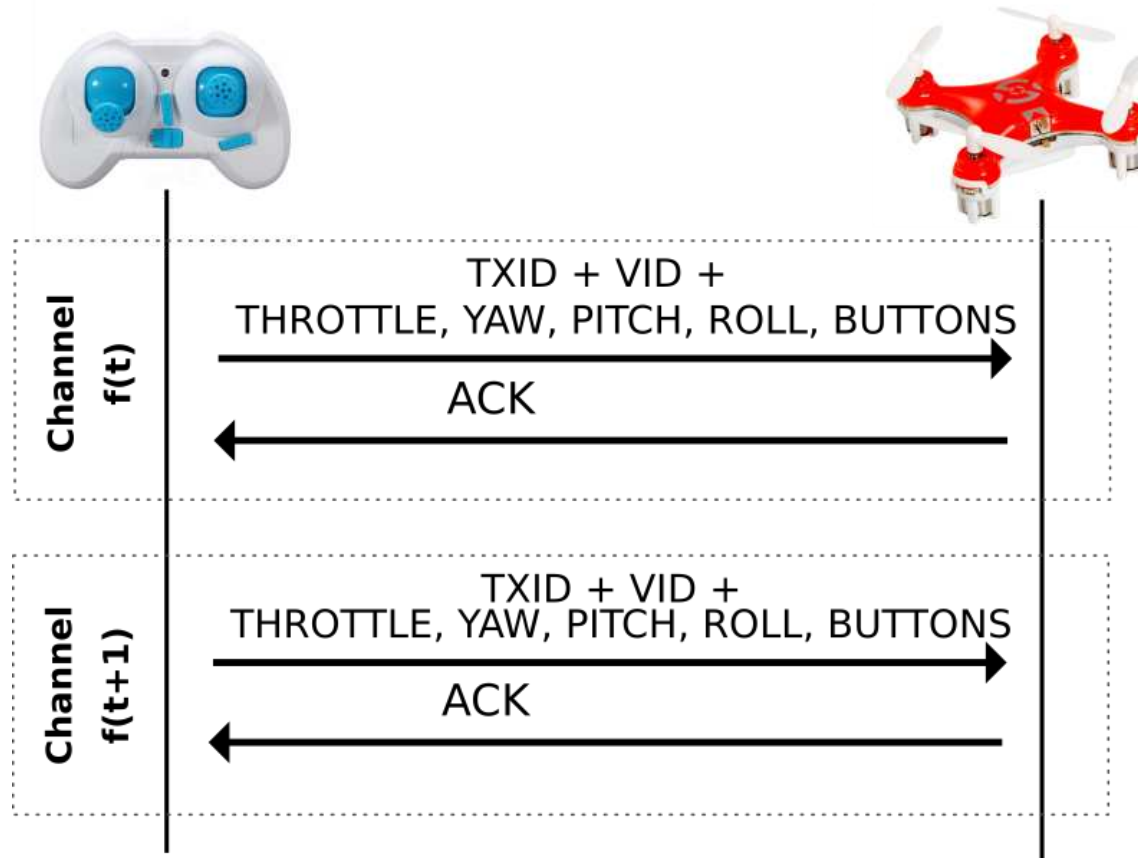 Channel
f(t)
TXID + VID +
THROTTLE, YAW, PITCH, ROLL, BUTTONS
ACK
Channel
f(t+1)
TXID + VID +
THROTTLE, YAW, PITCH, ROLL, BUTTONS
ACK